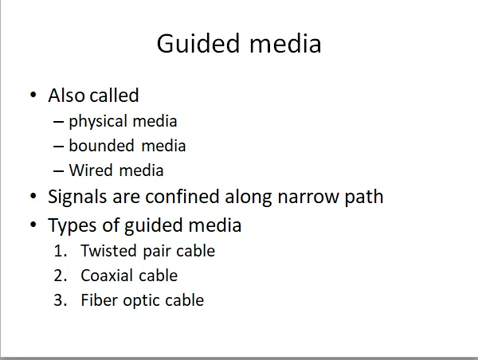 Guided media
• Also called
– physical media
– bounded media
– Wired media
• Signals are confined along narrow path
• Types of guided media
1. Twisted pair cable
2. Coaxial cable
3. Fiber optic cable